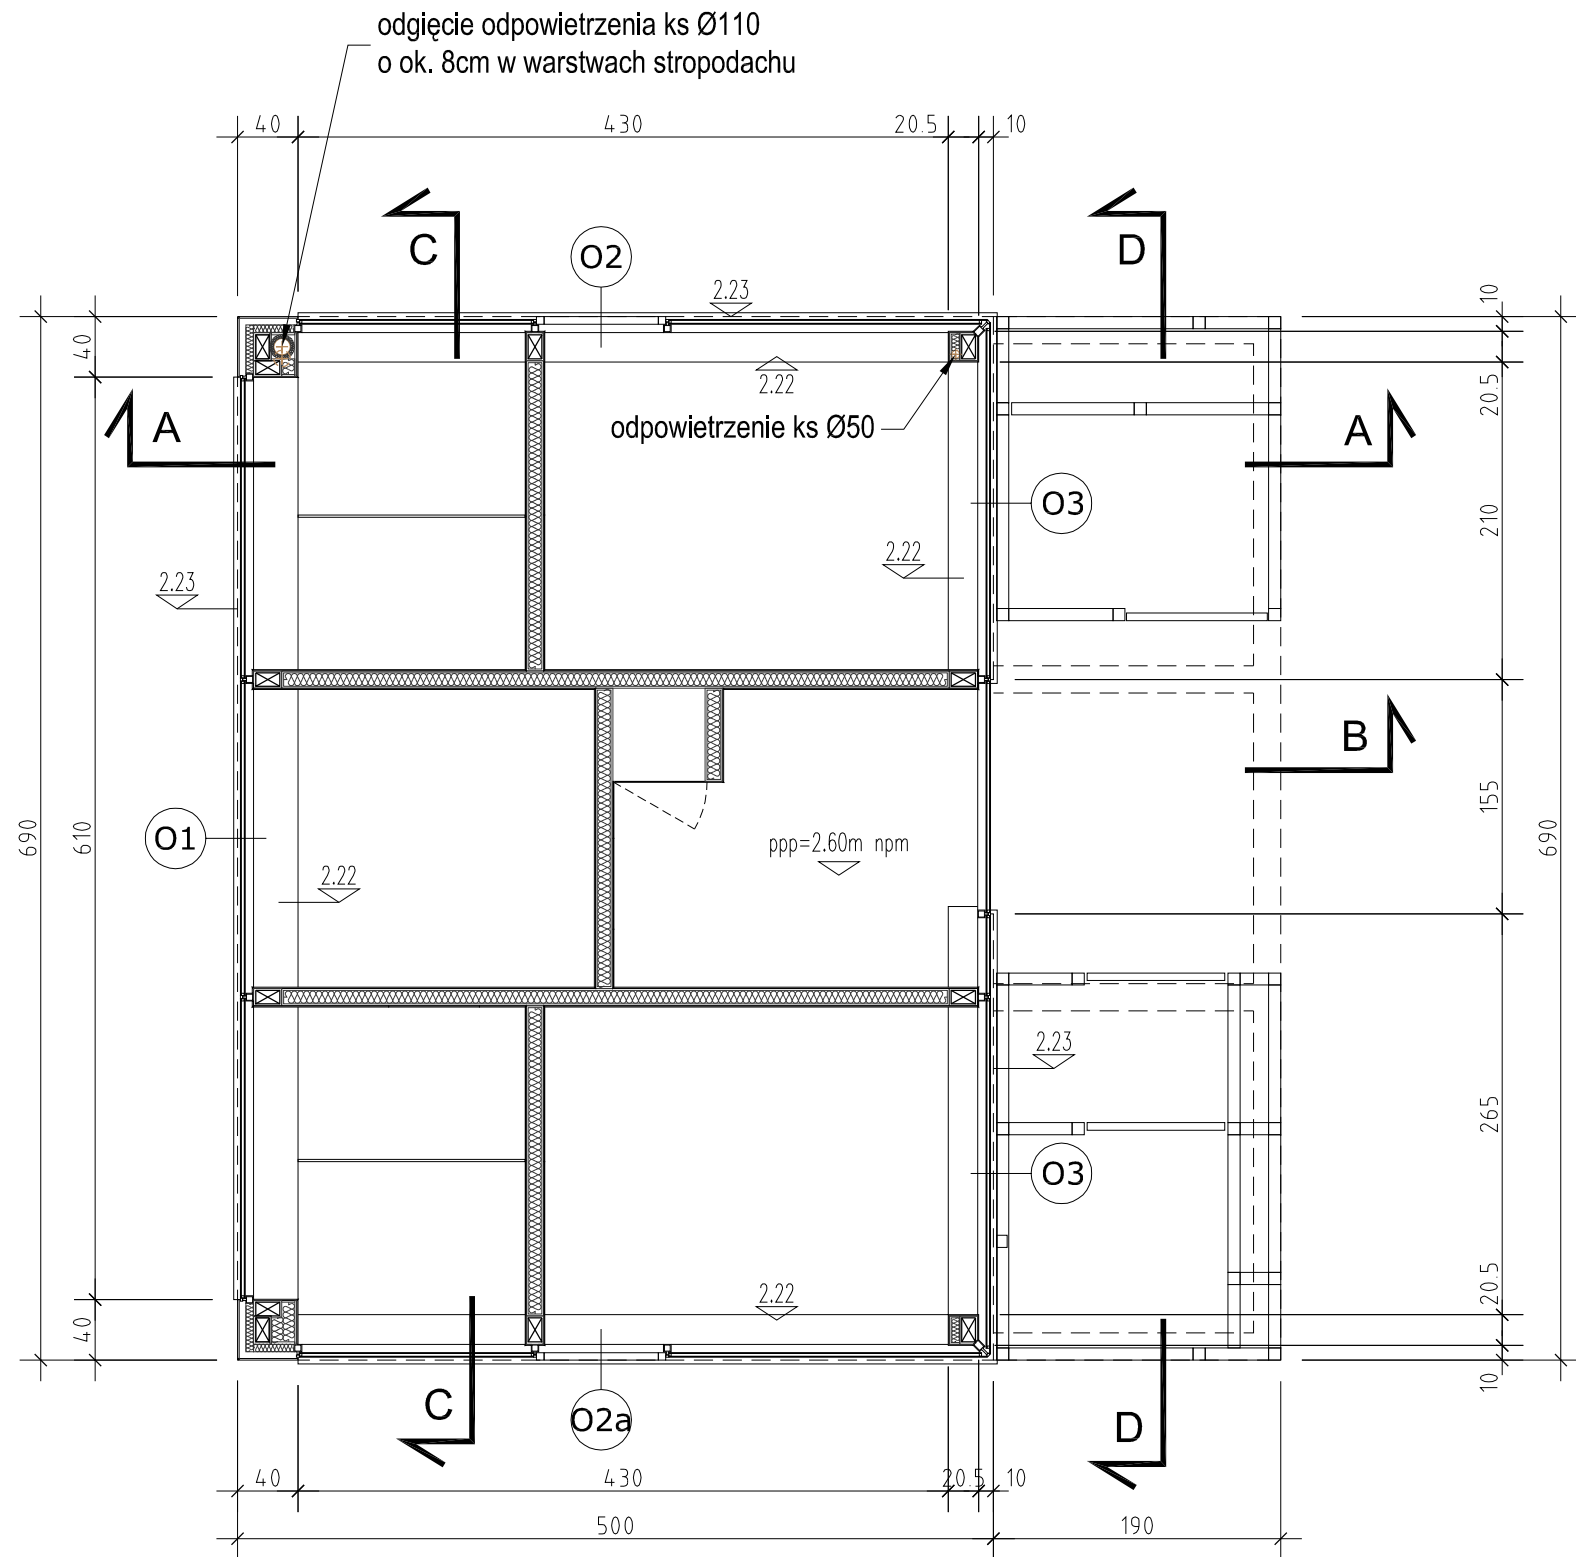 odgięcie odpowietrzenia ks Ø110
o ok. 8cm w warstwach stropodachu
40
430
20.5
10
C
O2
D
2.23
10
40
2.22
20.5
odpowietrzenie ks Ø50
A
A
O3
210
2.22
2.23
B
690
610
O1
155
690
ppp=2.60m npm
2.22
2.23
265
O3
2.22
20.5
40
10
C
O2a
D
40
430
20.5
10
500
190